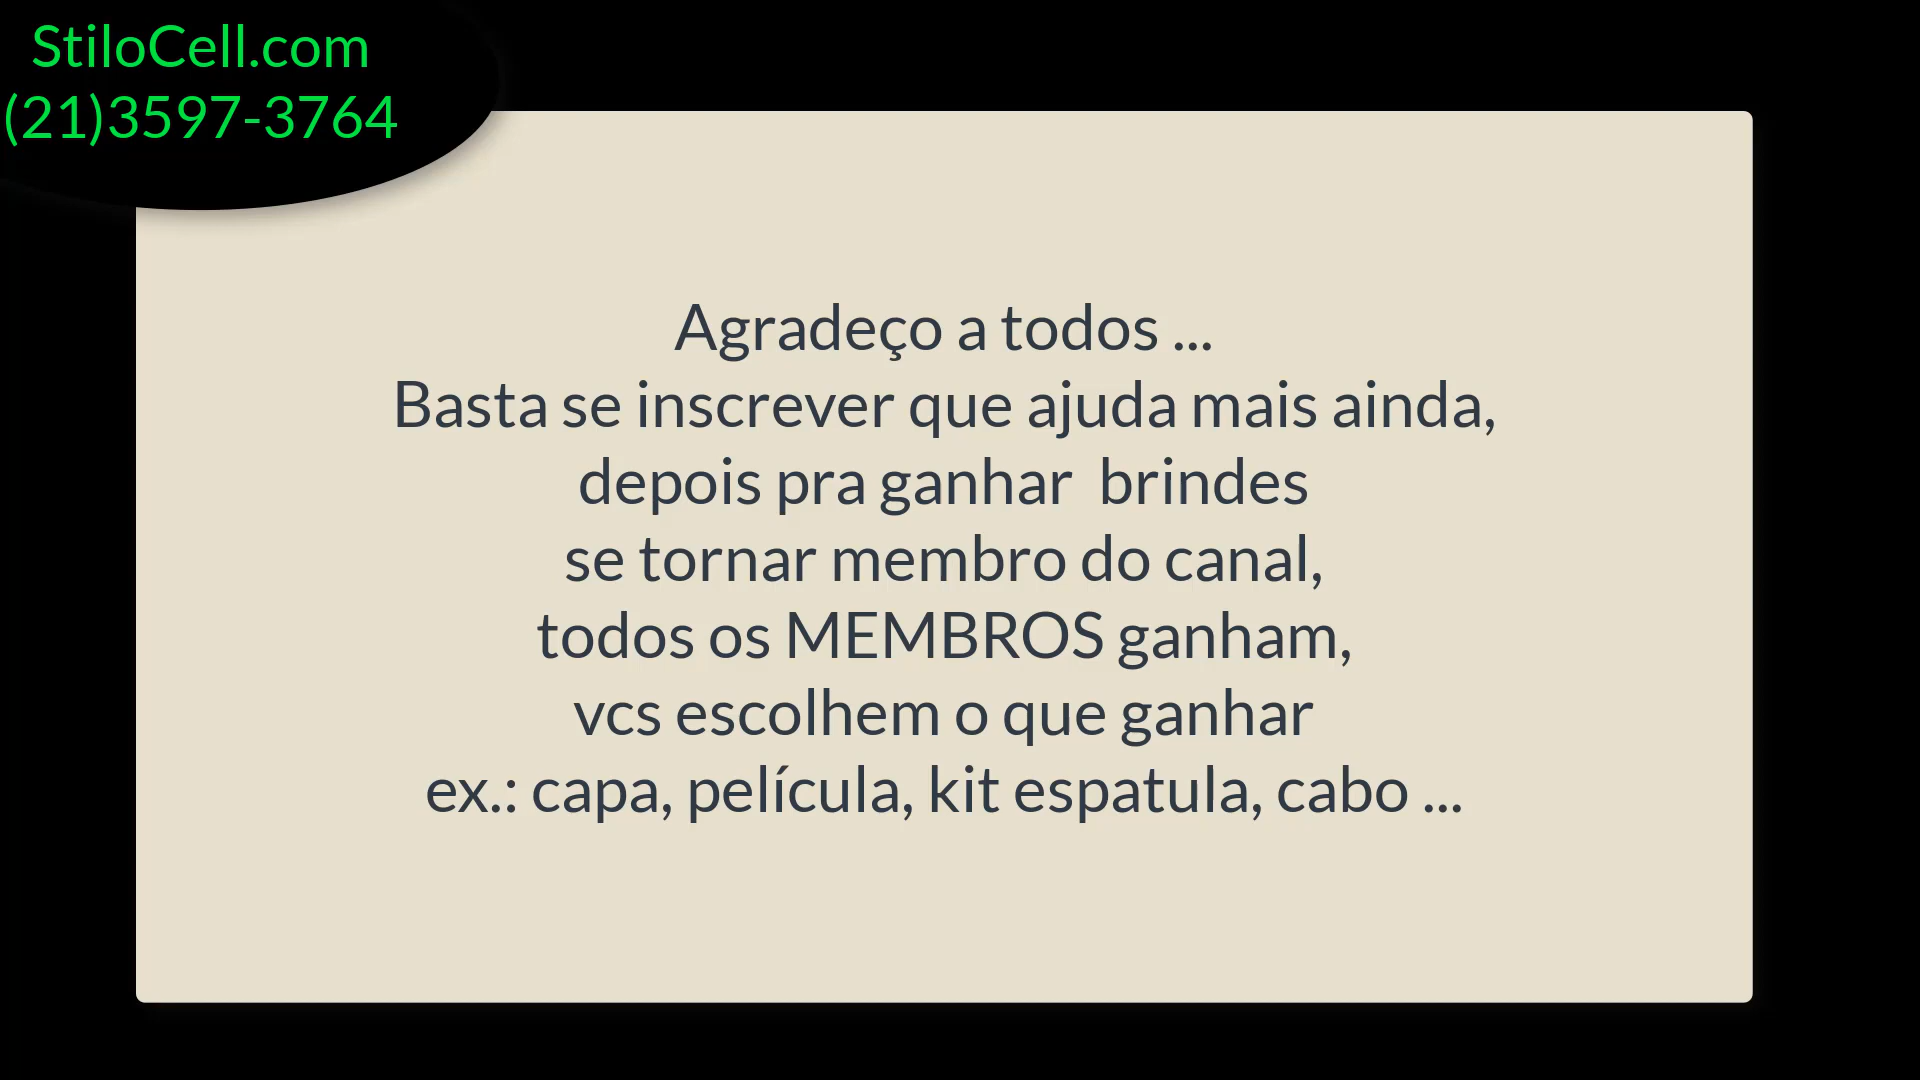 StiloCell.com
(21)3597-3764
Agradeço a todos ...
Basta se inscrever que ajuda mais ainda,
depois pra ganhar  brindes
se tornar membro do canal,
todos os MEMBROS ganham,
vcs escolhem o que ganhar
ex.: capa, película, kit espatula, cabo ...